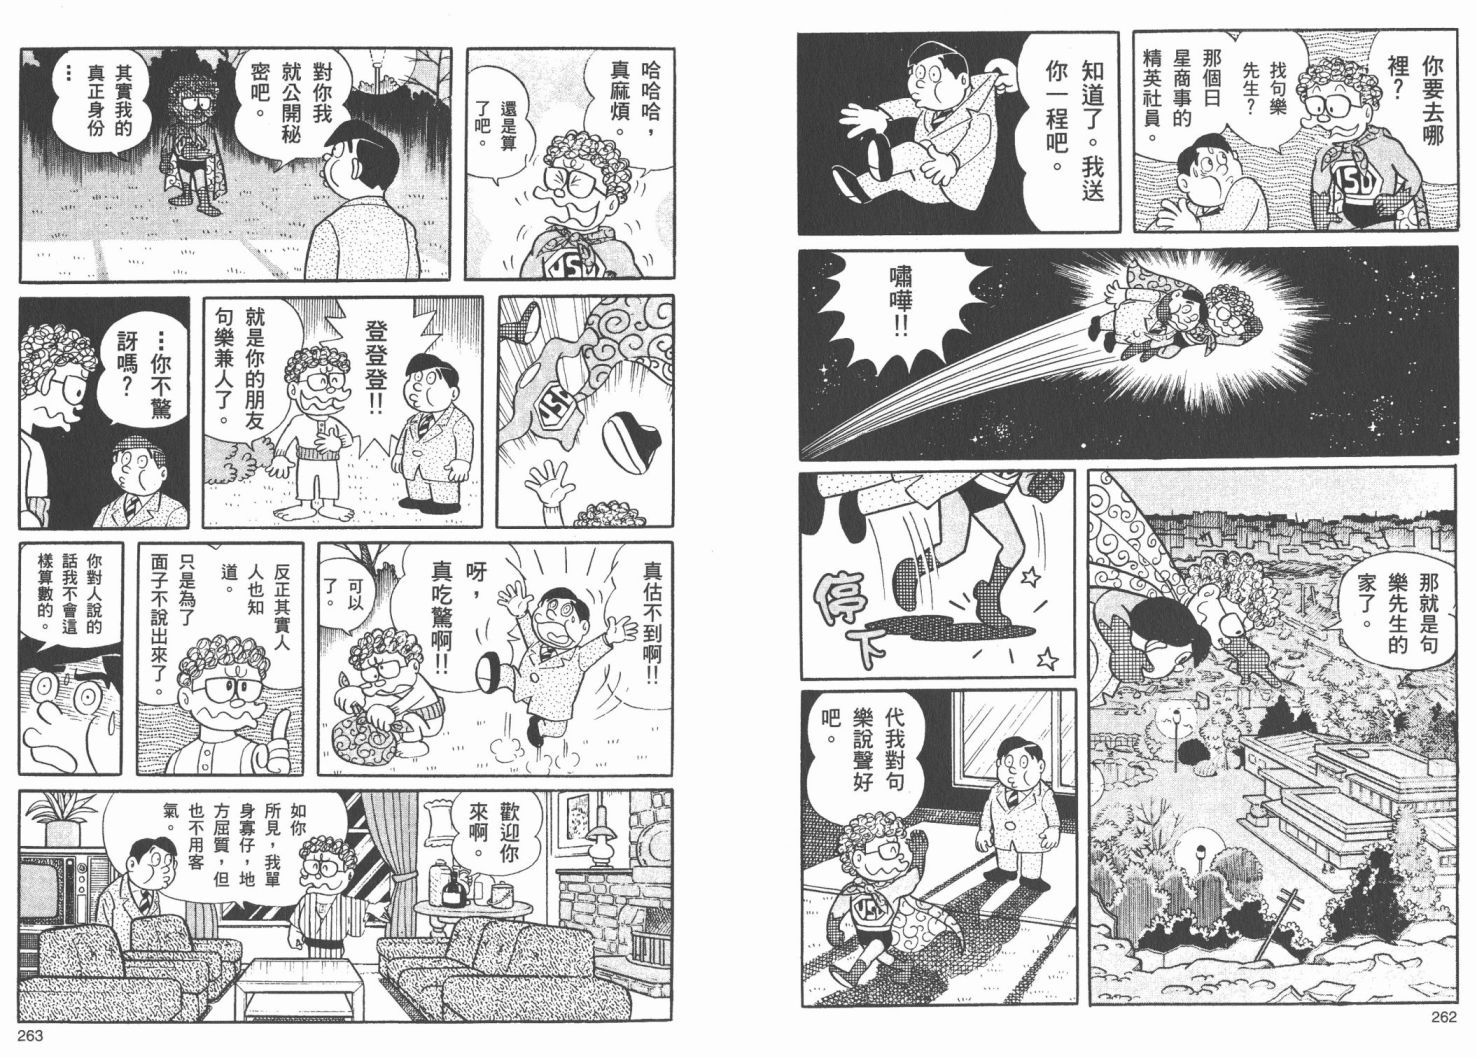 你要去哪
裡？
找句樂
先生？
那個日
星商事的
精英社員。
知道了。我送
你一程吧。
嘯嘩!!
那就是句
樂先生的
家了。
停下
代我對句
樂說聲好
吧。
262
哈哈哈，
真麻煩。
還是算
了吧。
對你我
就公開秘
密吧。
其實我的
真正身份
…
登登登!!
就是你的朋友
句樂兼人了。
…你不驚
訝嗎？
真估不到啊!!
呀，
真吃驚啊!!
可以
了。
反正其實人
人也知
道。
只是為了
面子不說出來了。
你對人說的
話我不會這
樣算數的。
歡迎你
來啊。
如你
所見，我單
身寡仔，地
方屈質，但
也不用客
氣。
263